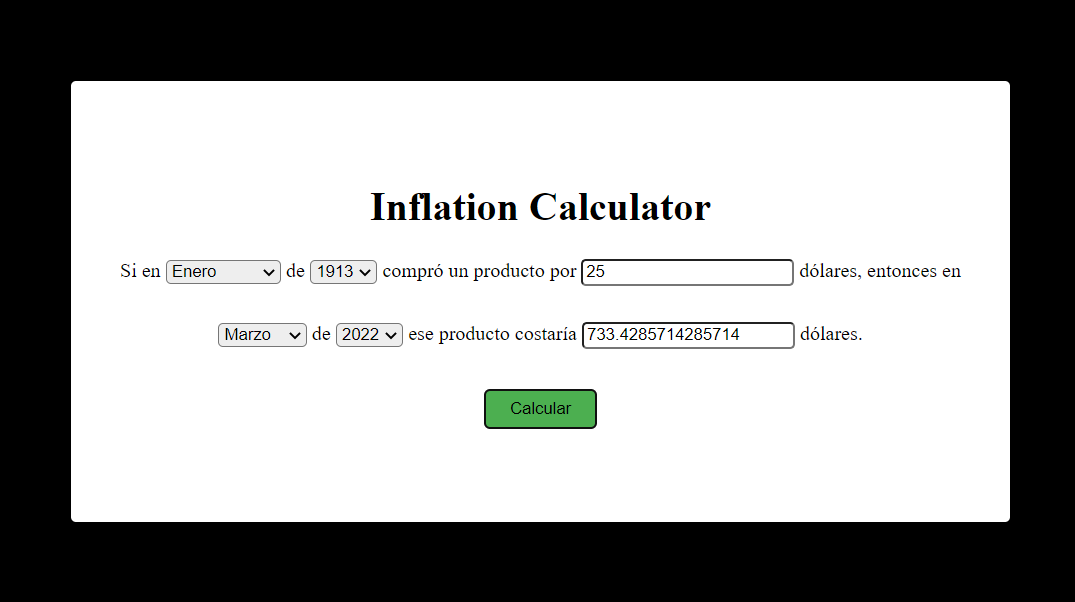 Inflation Calculator
Si en Enero de 1913 compró un producto por 25 dólares, entonces en
Marzo de 2022 ese producto costaría 733.4285714285714 dólares.
Calcular